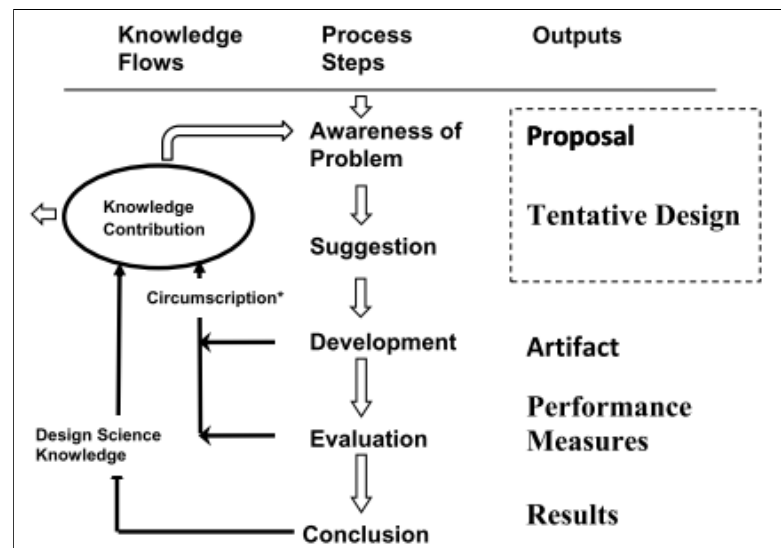 Knowledge
Flows
Process
Steps
Outputs
Awareness of
Problem
Proposal
Knowledge
Contribution
Tentative Design
Suggestion
Circumscription*
Development
Artifact
Performance
Measures
Design Science
Knowledge
Evaluation
Conclusion
Results